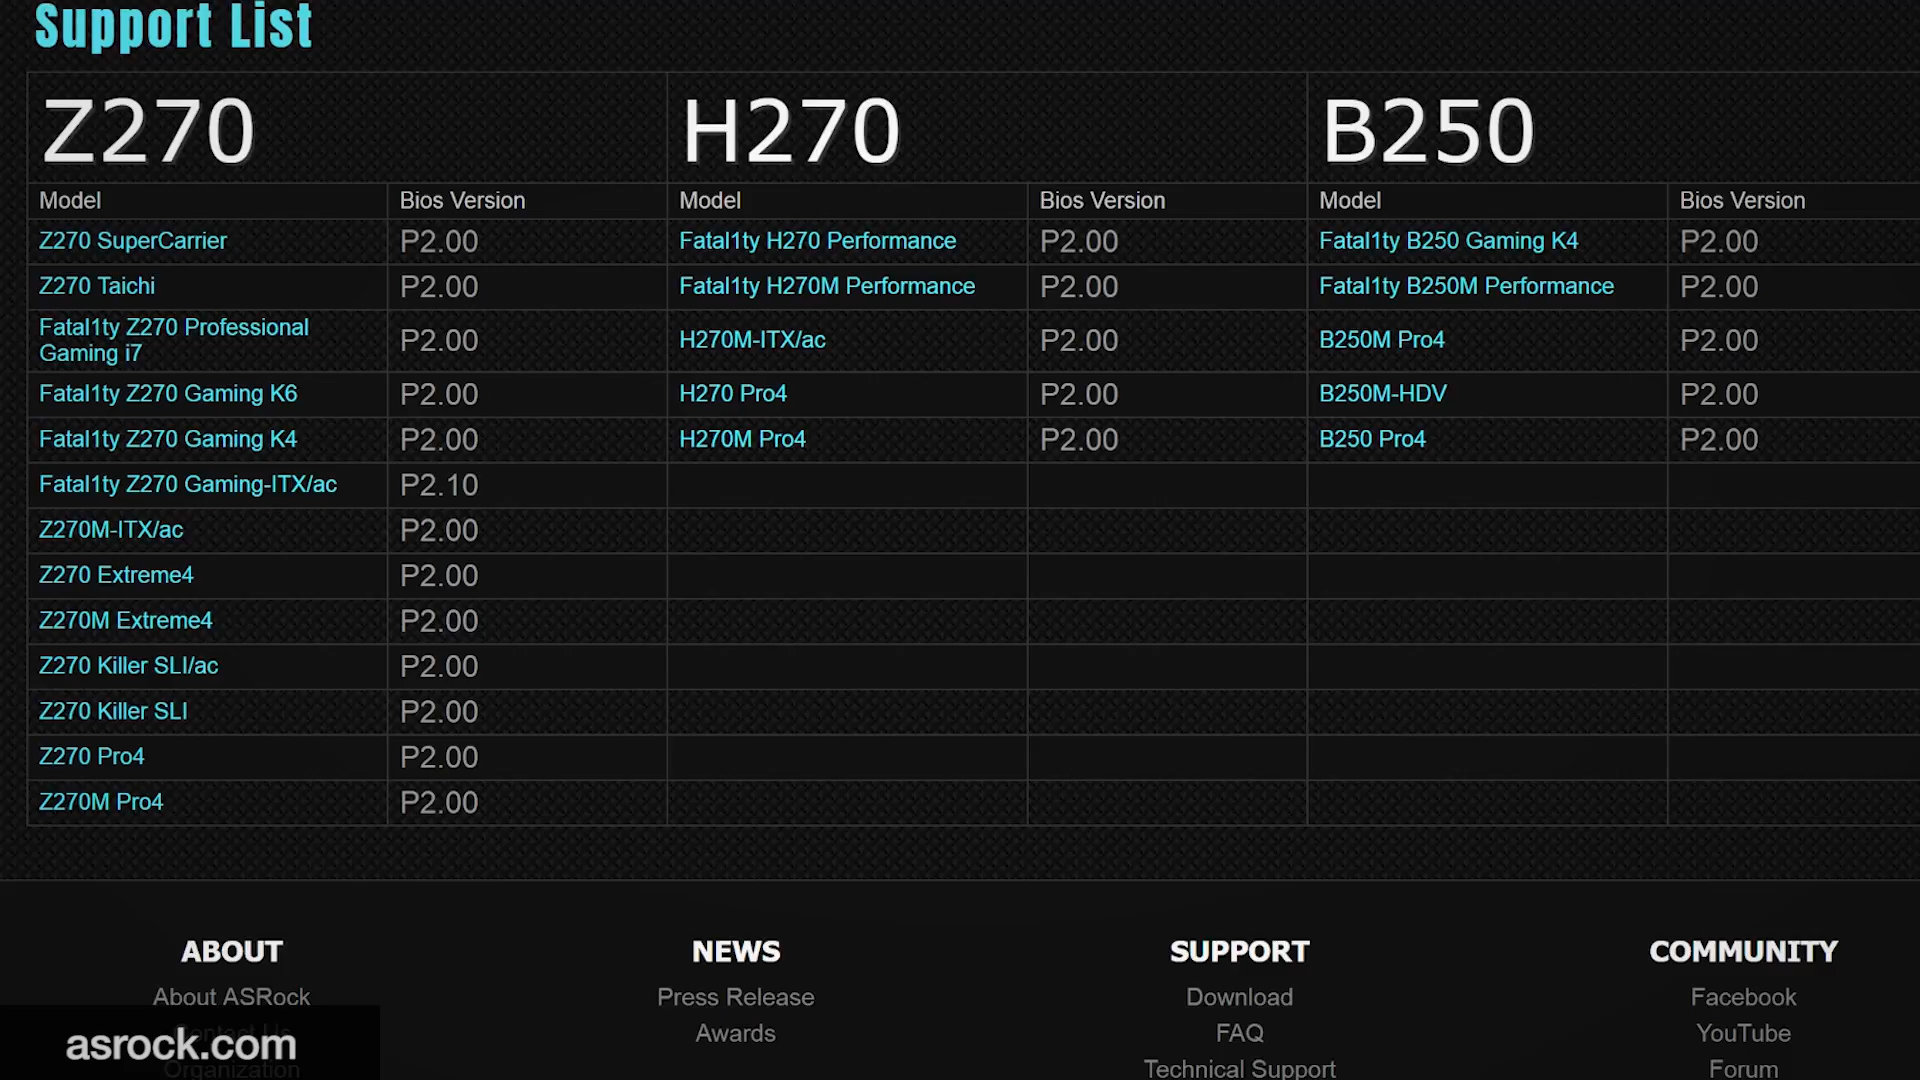 Support List
Z270 H270 B250
Model Bios Version Model Bios Version Model Bios Version
Z270 SuperCarrier P2.00 Fatal1ty H270 Performance P2.00 Fatal1ty B250 Gaming K4 P2.00
Z270 Taichi P2.00 Fatal1ty H270M Performance P2.00 Fatal1ty B250M Performance P2.00
Fatal1ty Z270 Professional
Gaming i7 P2.00 H270M-ITX/ac P2.00 B250M Pro4 P2.00
Fatal1ty Z270 Gaming K6 P2.00 H270 Pro4 P2.00 B250M-HDV P2.00
Fatal1ty Z270 Gaming K4 P2.00 H270M Pro4 P2.00 B250 Pro4 P2.00
Fatal1ty Z270 Gaming-ITX/ac P2.10
Z270M-ITX/ac P2.00
Z270 Extreme4 P2.00
Z270M Extreme4 P2.00
Z270 Killer SLI/ac P2.00
Z270 Killer SLI P2.00
Z270 Pro4 P2.00
Z270M Pro4 P2.00
ABOUT NEWS SUPPORT COMMUNITY
About ASRock Press Release Download Facebook
Contact Us Awards FAQ YouTube
asrock.com
Organization Technical Support Forum